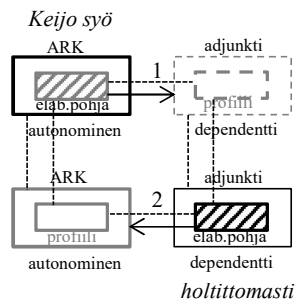 Keijo syö
ARK adjunkti
1
elab.pohja profiili
autonominen dependentti
ARK adjunkti
2
profiili elab.pohja
autonominen dependentti
holtittomasti